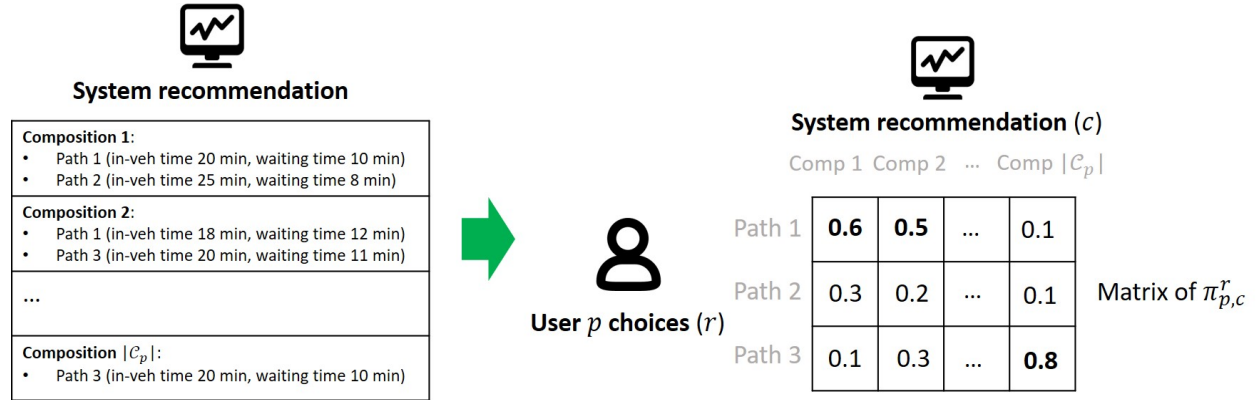 System recommendation
Composition 1:
• Path 1 (in-veh time 20 min, waiting time 10 min)
• Path 2 (in-veh time 25 min, waiting time 8 min)
Composition 2:
• Path 1 (in-veh time 18 min, waiting time 12 min)
• Path 3 (in-veh time 20 min, waiting time 11 min)
...
Composition |𝒞ₚ|:
• Path 3 (in-veh time 20 min, waiting time 10 min)
User p choices (r)
System recommendation (c)
Comp 1 Comp 2 ... Comp |𝒞ₚ|
Path 1 0.6 0.5 ... 0.1
Path 2 0.3 0.2 ... 0.1
Path 3 0.1 0.3 ... 0.8
Matrix of π^r_{p,c}